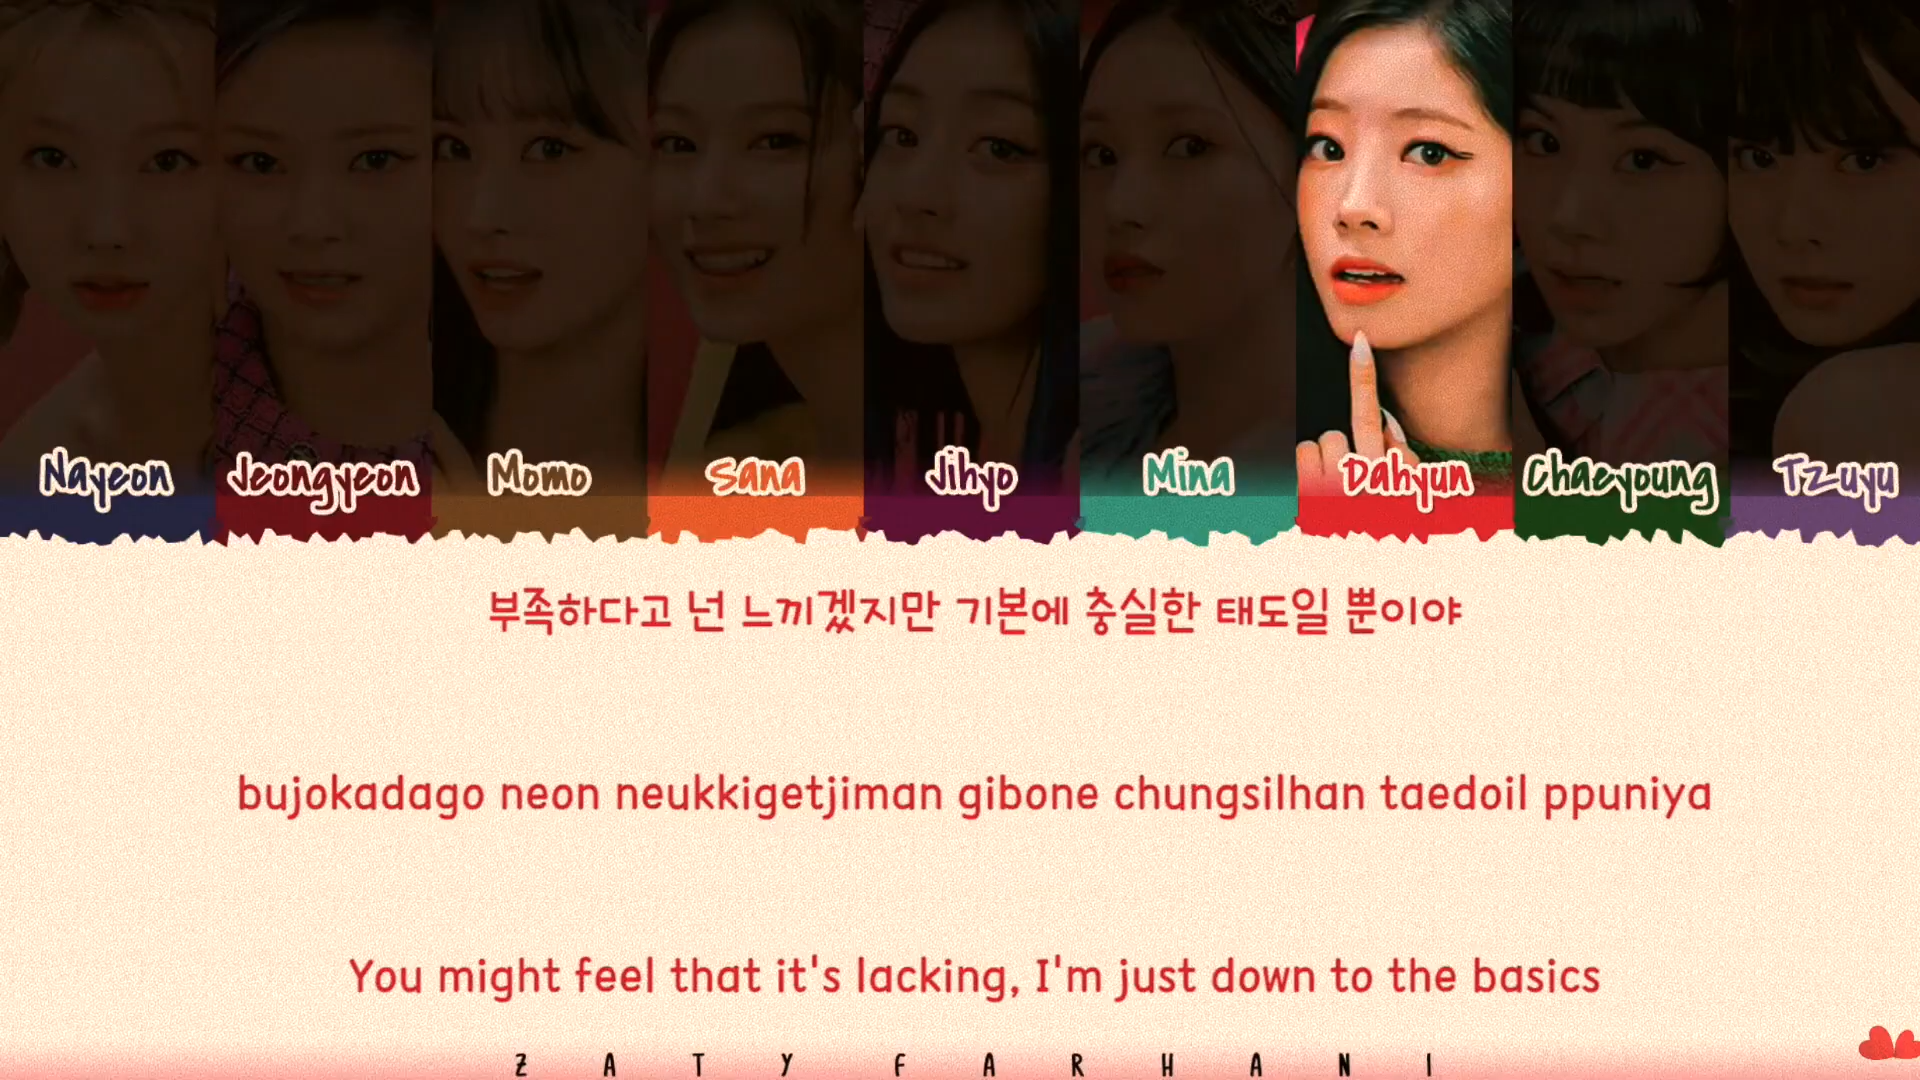 Nayeon Jeongyeon Momo Sana Jihyo Mina Dahyun Chaeyoung Tzuyu
부족하다고 넌 느끼겠지만 기본에 충실한 태도일 뿐이야
bujokadago neon neukkigetjiman gibone chungsilhan taedoil ppuniya
You might feel that it's lacking, I'm just down to the basics
ZATY FARHANI